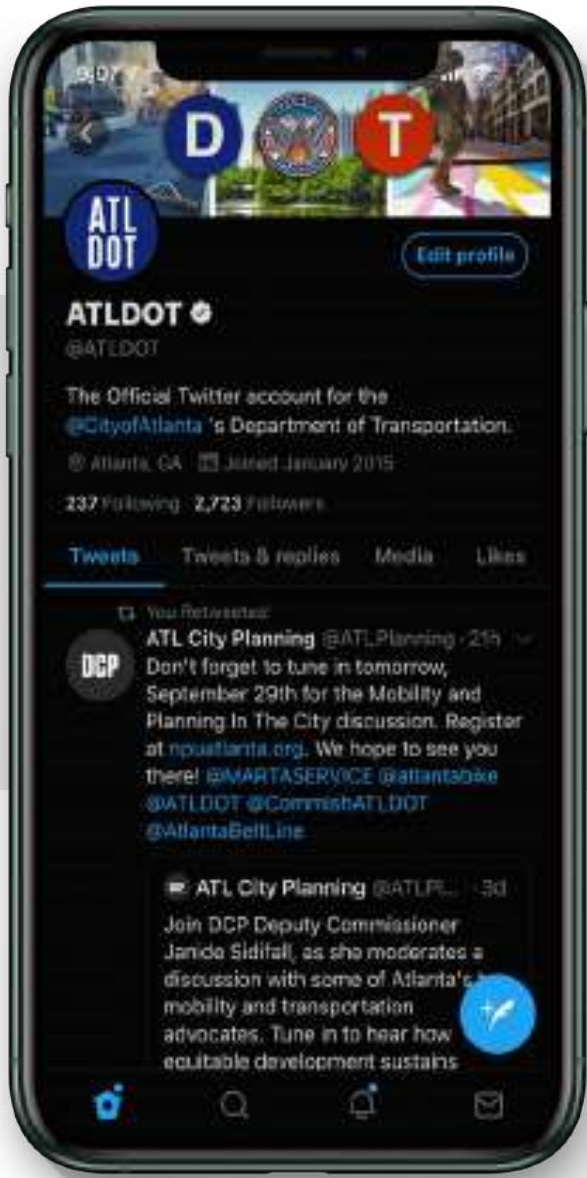 9:07
D T
ATL
DOT
Edit profile
ATLDOT
@ATLDOT
The Official Twitter account for the
@CityofAtlanta 's Department of Transportation.
Atlanta, GA Joined January 2015
237 Following 2,723 Followers
Tweets Tweets & replies Media Likes
You Retweeted
ATL City Planning @ATLPlanning · 21h
DCP
Don't forget to tune in tomorrow,
September 29th for the Mobility and
Planning In The City discussion. Register
at npuatlanta.org. We hope to see you
there! @MARTASERVICE @atlantabike
@ATLDOT @CommishATLDOT
@AtlantaBeltLine
ATL City Planning @ATLPl... · 3d
Join DCP Deputy Commissioner
Janide Sidifall, as she moderates a
discussion with some of Atlanta's
mobility and transportation
advocates. Tune in to hear how
equitable development sustains